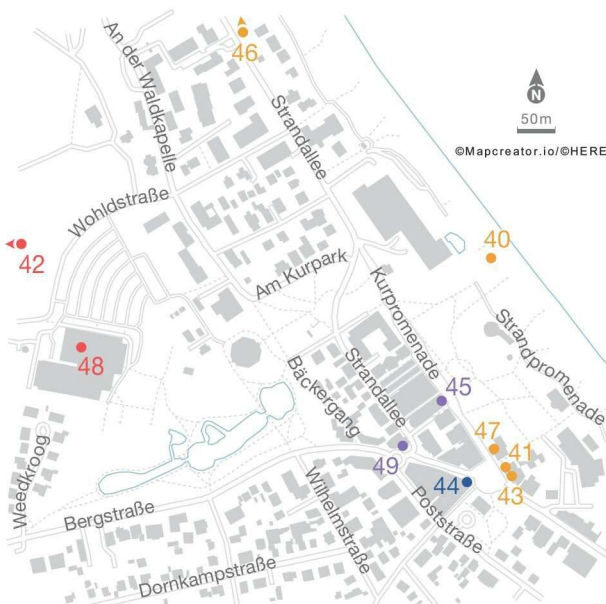 46
An der Waldkapelle
Strandallee
N
50m
©Mapcreator.io/©HERE
Wohldstraße
42
40
Am Kurpark
Kurpromenade
Strandpromenade
48
Bäckergang
Strandallee
45
47
41
43
49
44
Weedkroog
Bergstraße
Wilhelmstraße
Poststraße
Dornkampstraße